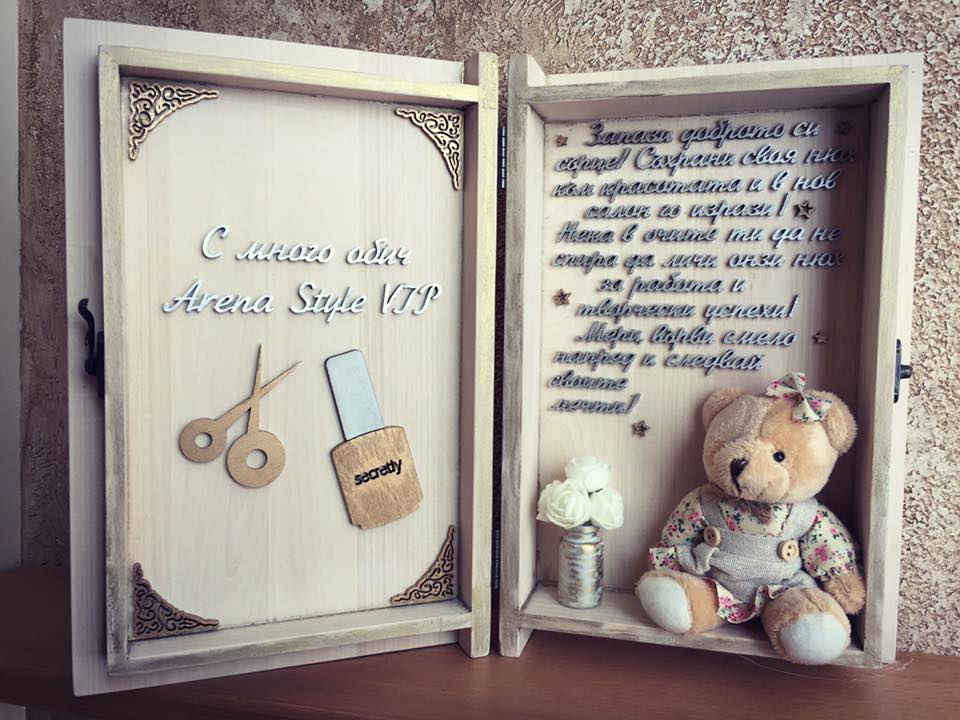 С много обич
Arena Style VIP
secretly
Запази доброто си
сърце! Съхрани своя нюх
към красотата и в нов
салон го изрази!
Нека в очите ти да не
спира да личи онзи нюх
за работа и
творчески успехи!
Мери, върви смело
напред и следвай
своите
мечти!